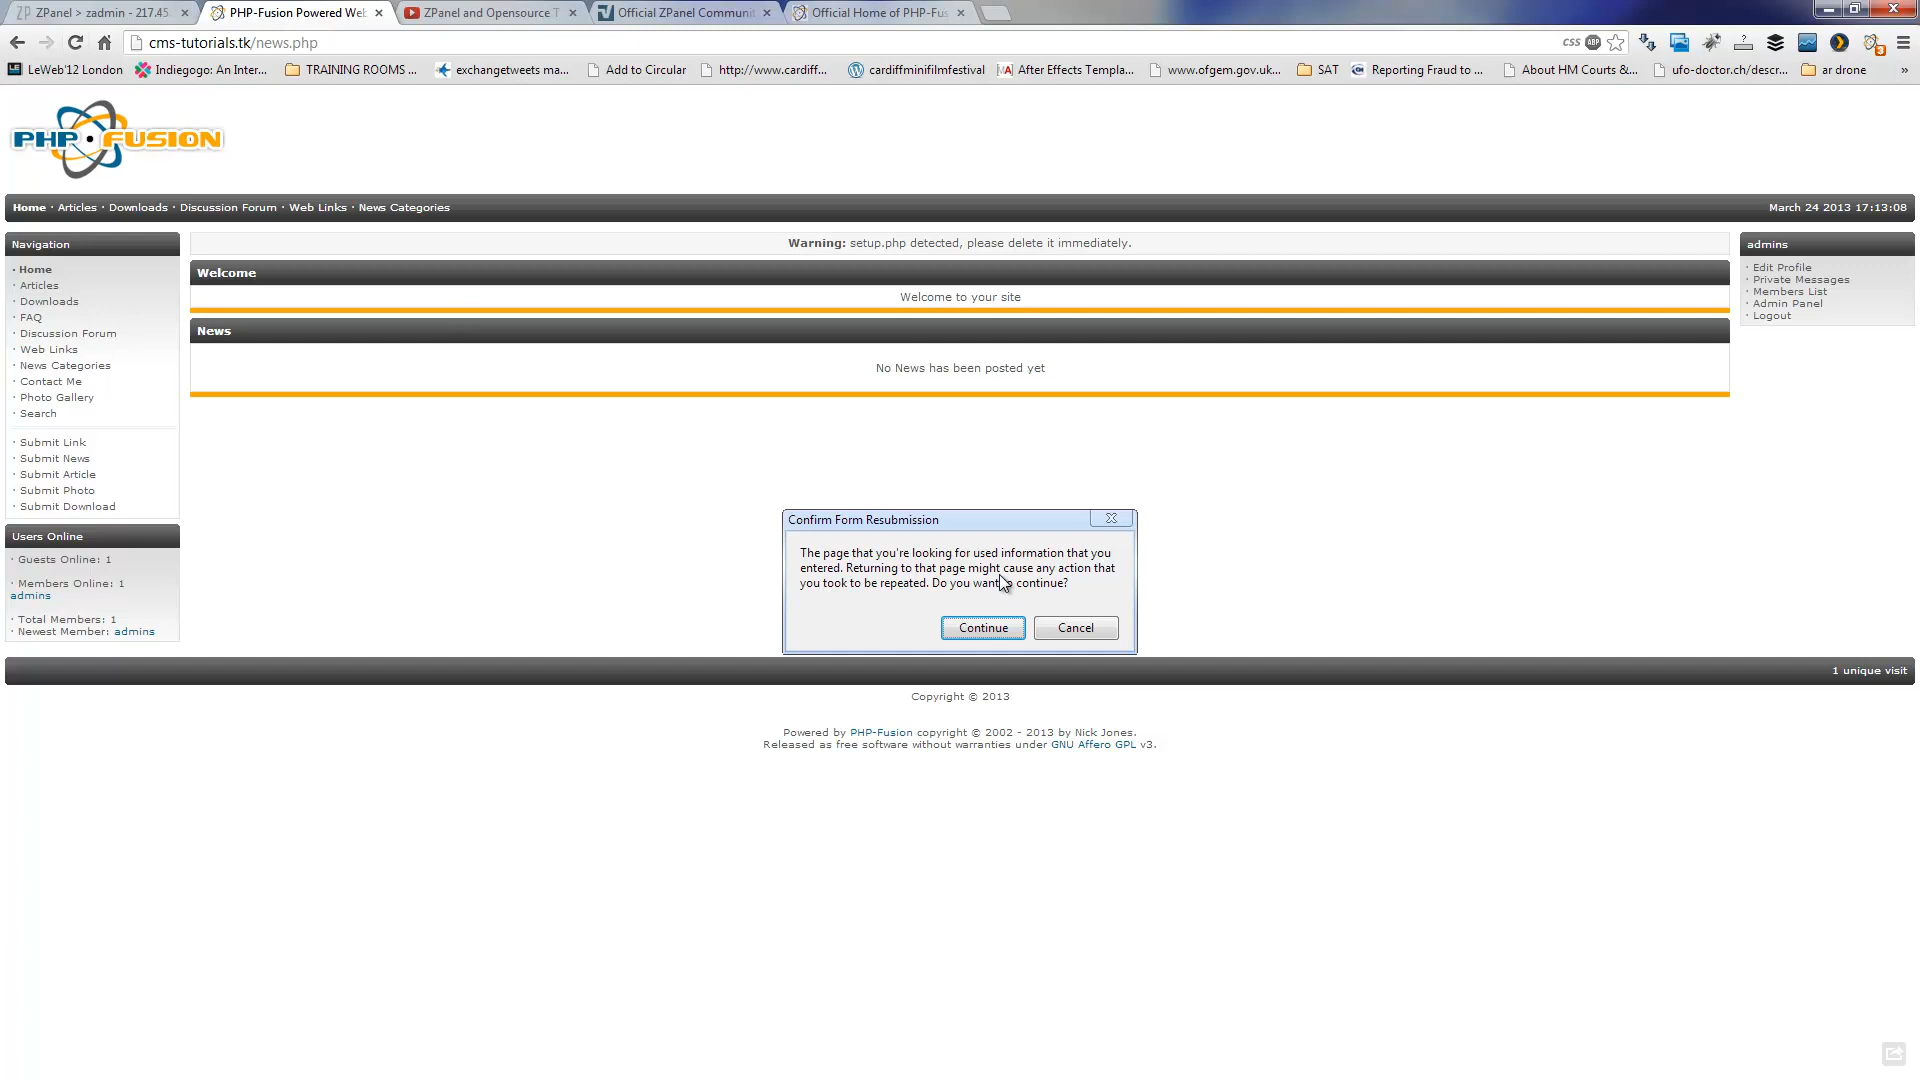 ZPanel > zadmin - 217.45.
PHP-Fusion Powered Web
ZPanel and Opensource T
Official ZPanel Communit
Official Home of PHP-Fus
cms-tutorials.tk/news.php
css
ABP
LeWeb'12 London
Indiegogo: An Inter...
TRAINING ROOMS ...
exchangetweets ma...
Add to Circular
http://www.cardiff...
cardiffminifilmfestival
After Effects Templa...
www.ofgem.gov.uk...
SAT
Reporting Fraud to ...
About HM Courts &...
ufo-doctor.ch/descr...
ar drone
»
PHP·FUSION
Home · Articles · Downloads · Discussion Forum · Web Links · News Categories
March 24 2013 17:13:08
Navigation
· Home
· Articles
· Downloads
· FAQ
· Discussion Forum
· Web Links
· News Categories
· Contact Me
· Photo Gallery
· Search
· Submit Link
· Submit News
· Submit Article
· Submit Photo
· Submit Download
Users Online
· Guests Online: 1
· Members Online: 1
admins
· Total Members: 1
· Newest Member: admins
Warning: setup.php detected, please delete it immediately.
Welcome
Welcome to your site
News
No News has been posted yet
admins
· Edit Profile
· Private Messages
· Members List
· Admin Panel
· Logout
Confirm Form Resubmission
The page that you're looking for used information that you
entered. Returning to that page might cause any action that
you took to be repeated. Do you want continue?
Continue
Cancel
1 unique visit
Copyright © 2013
Powered by PHP-Fusion copyright © 2002 - 2013 by Nick Jones.
Released as free software without warranties under GNU Affero GPL v3.